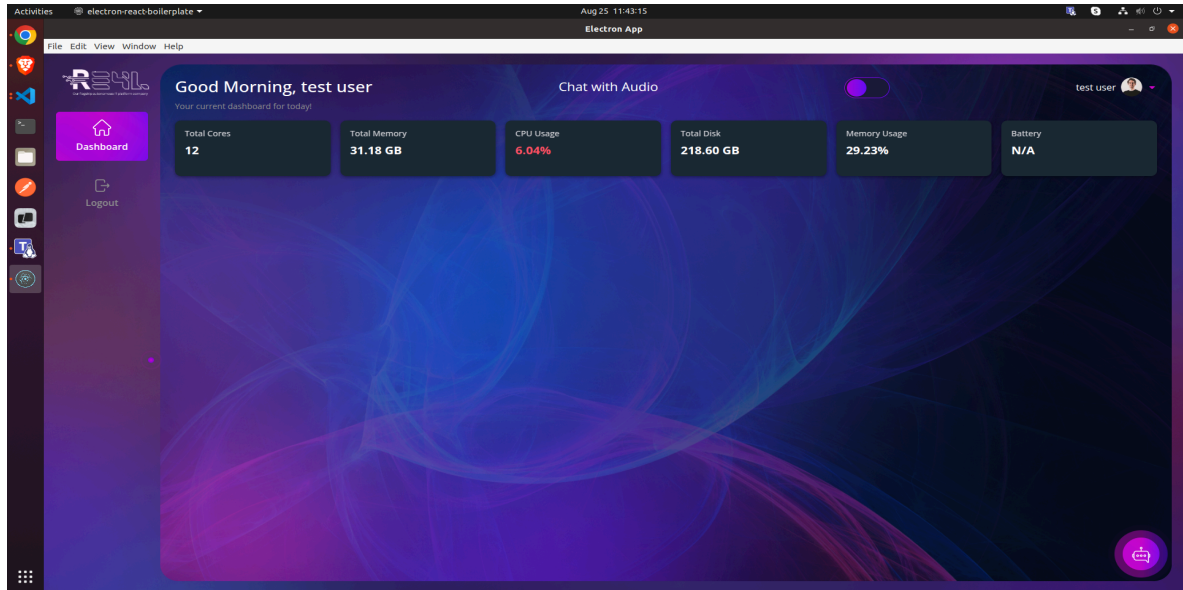 Activities electron-react-boilerplate Aug 25 11:43:15
Electron App
File Edit View Window Help
Good Morning, test user
Chat with Audio
test user
Your current dashboard for today!
Dashboard
Logout
Total Cores
12
Total Memory
31.18 GB
CPU Usage
6.04%
Total Disk
218.60 GB
Memory Usage
29.23%
Battery
N/A